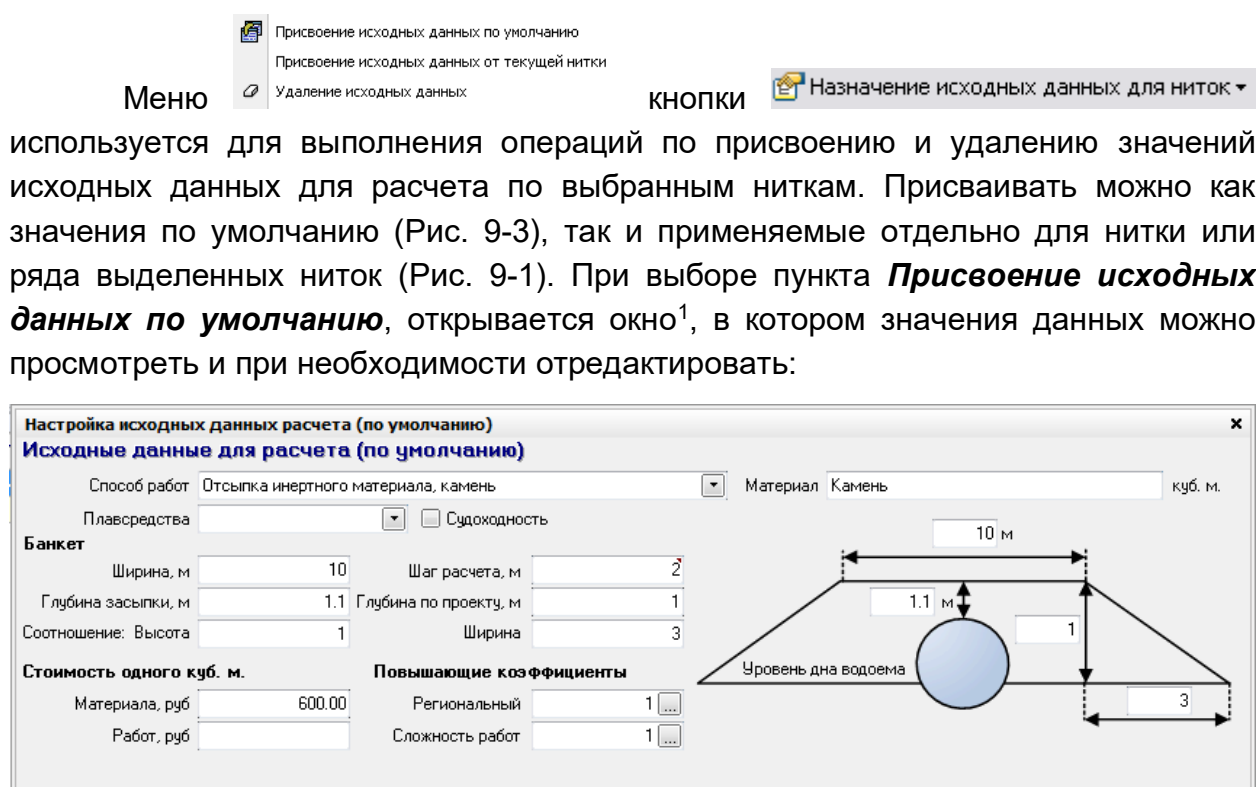 Присвоение исходных данных по умолчанию
Присвоение исходных данных от текущей нитки
Меню Удаление исходных данных кнопки Назначение исходных данных для ниток
используется для выполнения операций по присвоению и удалению значений
исходных данных для расчета по выбранным ниткам. Присваивать можно как
значения по умолчанию (Рис. 9-3), так и применяемые отдельно для нитки или
ряда выделенных ниток (Рис. 9-1). При выборе пункта Присвоение исходных
данных по умолчанию, открывается окно1, в котором значения данных можно
просмотреть и при необходимости отредактировать:
Настройка исходных данных расчета (по умолчанию) x
Исходные данные для расчета (по умолчанию)
Способ работ Отсыпка инертного материала, камень Материал Камень куб. м.
Плавсредства Судоходность
10 м
Банкет
Ширина, м 10 Шаг расчета, м 2
Глубина засыпки, м 1.1 Глубина по проекту, м 1
1.1 м
Соотношение: Высота 1 Ширина 3
1
Стоимость одного куб. м. Повышающие коэффициенты
Уровень дна водоема
Материала, руб 600.00 Региональный 1 ...
3
Работ, руб Сложность работ 1 ...